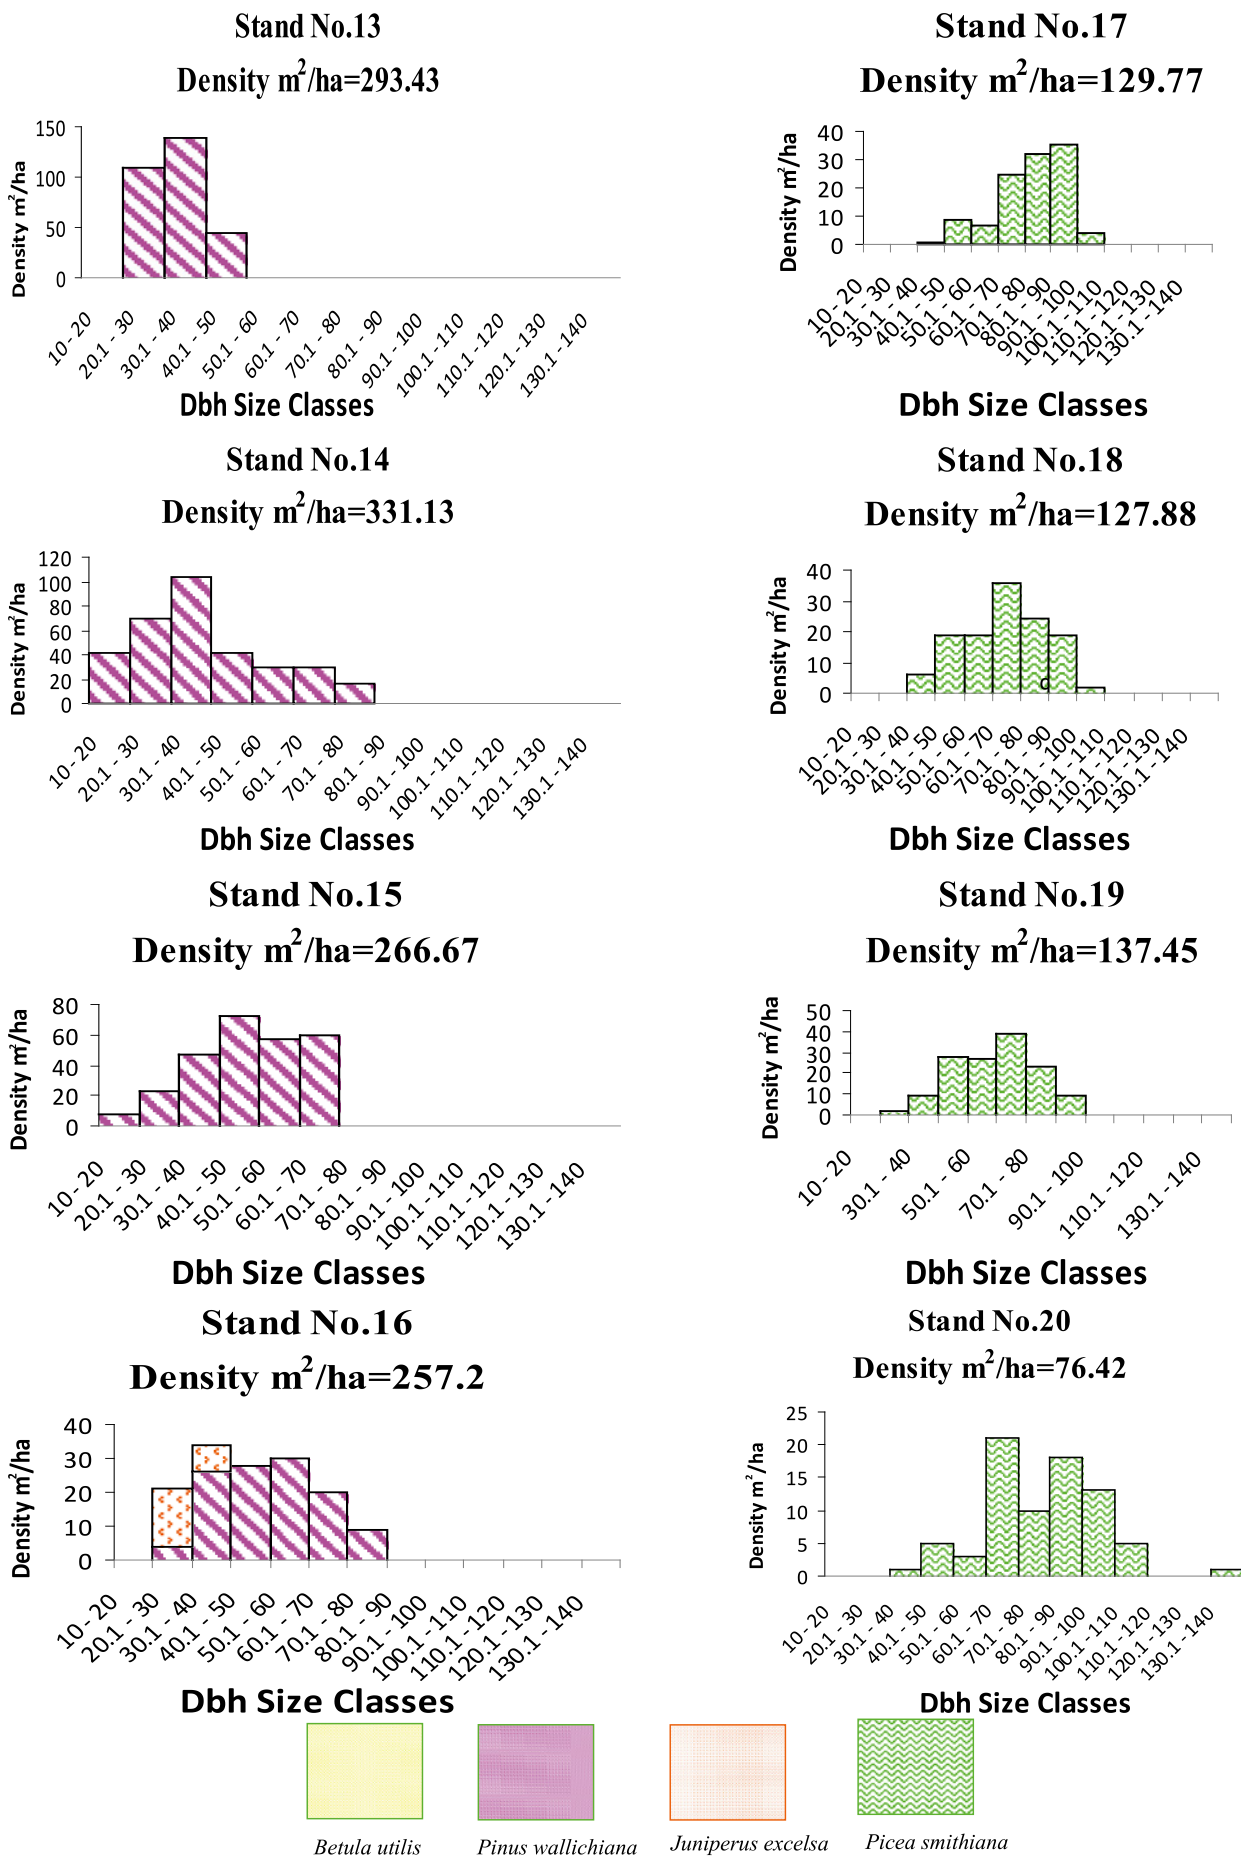 Stand No.13
Density m²/ha=293.43
Density m²/ha
150
100
50
0
10 - 20
20.1 - 30
30.1 - 40
40.1 - 50
50.1 - 60
60.1 - 70
70.1 - 80
80.1 - 90
90.1 - 100
100.1 -110
110.1 -120
120.1 -130
130.1 -140
Dbh Size Classes
Stand No.17
Density m²/ha=129.77
Density m²/ha
40
30
20
10
0
10 - 20
20.1 - 30
30.1 - 40
40.1 - 50
50.1 - 60
60.1 - 70
70.1 - 80
80.1 - 90
90.1 - 100
100.1 -110
110.1 -120
120.1 -130
130.1 -140
Dbh Size Classes
Stand No.14
Density m²/ha=331.13
Density m²/ha
120
100
80
60
40
20
0
10 - 20
20.1 - 30
30.1 - 40
40.1 - 50
50.1 - 60
60.1 - 70
70.1 - 80
80.1 - 90
90.1 - 100
100.1 -110
110.1 -120
120.1 -130
130.1 -140
Dbh Size Classes
Stand No.18
Density m²/ha=127.88
Density m²/ha
40
30
20
10
0
10 - 20
20.1 - 30
30.1 - 40
40.1 - 50
50.1 - 60
60.1 - 70
70.1 - 80
80.1 - 90
90.1 - 100
100.1 -110
110.1 -120
120.1 -130
130.1 -140
Dbh Size Classes
Stand No.15
Density m²/ha=266.67
Density m²/ha
80
60
40
20
0
10 - 20
20.1 - 30
30.1 - 40
40.1 - 50
50.1 - 60
60.1 - 70
70.1 - 80
80.1 - 90
90.1 - 100
100.1 -110
110.1 -120
120.1 -130
130.1 -140
Dbh Size Classes
Stand No.19
Density m²/ha=137.45
Density m²/ha
50
40
30
20
10
0
10 - 20
30.1 - 40
50.1 - 60
70.1 - 80
90.1 - 100
110.1 -120
130.1 -140
Dbh Size Classes
Stand No.16
Density m²/ha=257.2
Density m²/ha
40
30
20
10
0
10 - 20
20.1 - 30
30.1 - 40
40.1 - 50
50.1 - 60
60.1 - 70
70.1 - 80
80.1 - 90
90.1 - 100
100.1 -110
110.1 -120
120.1 -130
130.1 -140
Dbh Size Classes
Stand No.20
Density m²/ha=76.42
Density m²/ha
25
20
15
10
5
0
10 - 20
20.1 - 30
30.1 - 40
40.1 - 50
50.1 - 60
60.1 - 70
70.1 - 80
80.1 - 90
90.1 - 100
100.1 -110
110.1 -120
120.1 -130
130.1 -140
Dbh Size Classes
Betula utilis
Pinus wallichiana
Juniperus excelsa
Picea smithiana